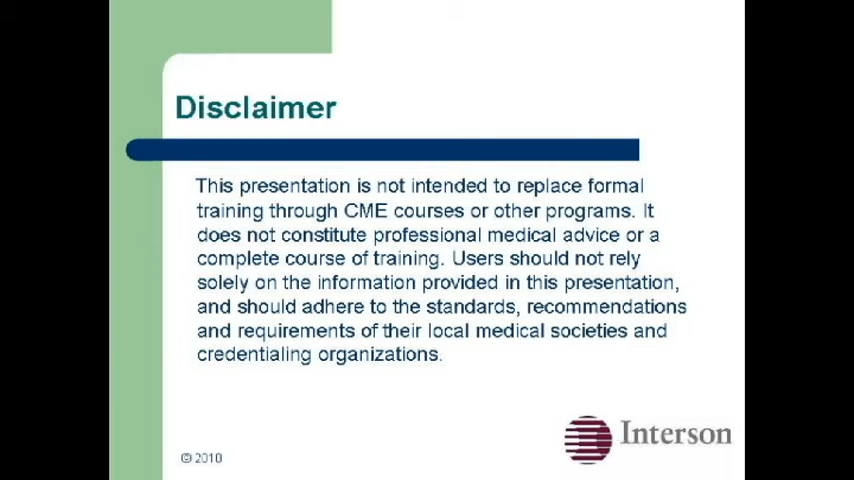 Disclaimer
This presentation is not intended to replace formal
training through CME courses or other programs. It
does not constitute professional medical advice or a
complete course of training. Users should not rely
solely on the information provided in this presentation,
and should adhere to the standards, recommendations
and requirements of their local medical societies and
credentialing organizations.
Interson
© 2010